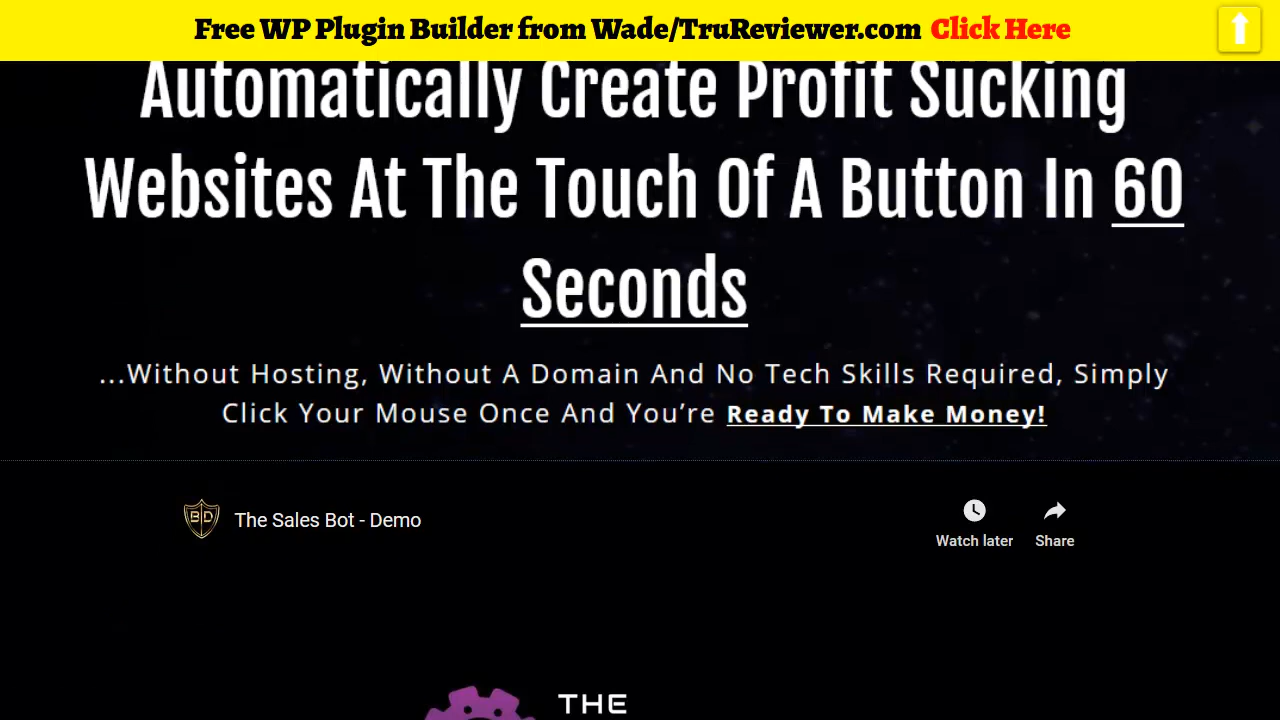 Free WP Plugin Builder from Wade/TruReviewer.com Click Here
Automatically Create Profit Sucking
Websites At The Touch Of A Button In 60
Seconds
...Without Hosting, Without A Domain And No Tech Skills Required, Simply
Click Your Mouse Once And You’re Ready To Make Money!
BD
The Sales Bot - Demo
Watch later
Share
THE